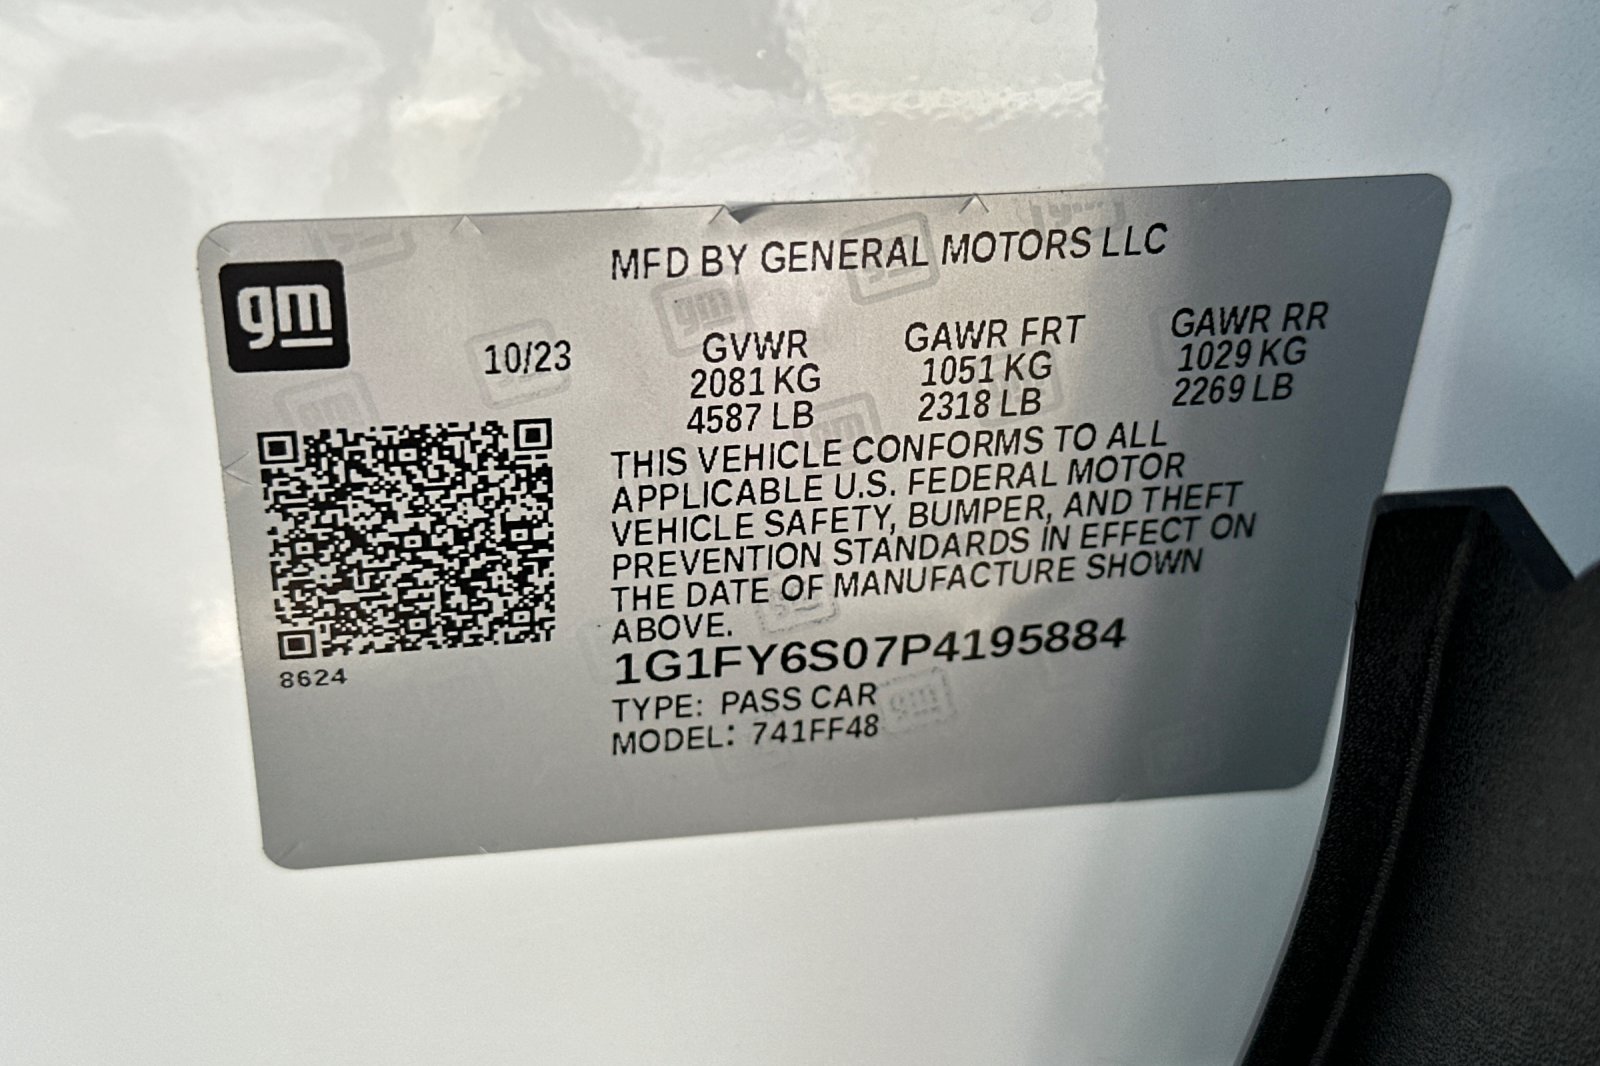 MFD BY GENERAL MOTORS LLC
gm
10/23
GVWR GAWR FRT GAWR RR
2081 KG 1051 KG 1029 KG
4587 LB 2318 LB 2269 LB
THIS VEHICLE CONFORMS TO ALL
APPLICABLE U.S. FEDERAL MOTOR
VEHICLE SAFETY, BUMPER, AND THEFT
PREVENTION STANDARDS IN EFFECT ON
THE DATE OF MANUFACTURE SHOWN
ABOVE.
1G1FY6S07P4195884
8624
TYPE: PASS CAR
MODEL: 741FF48